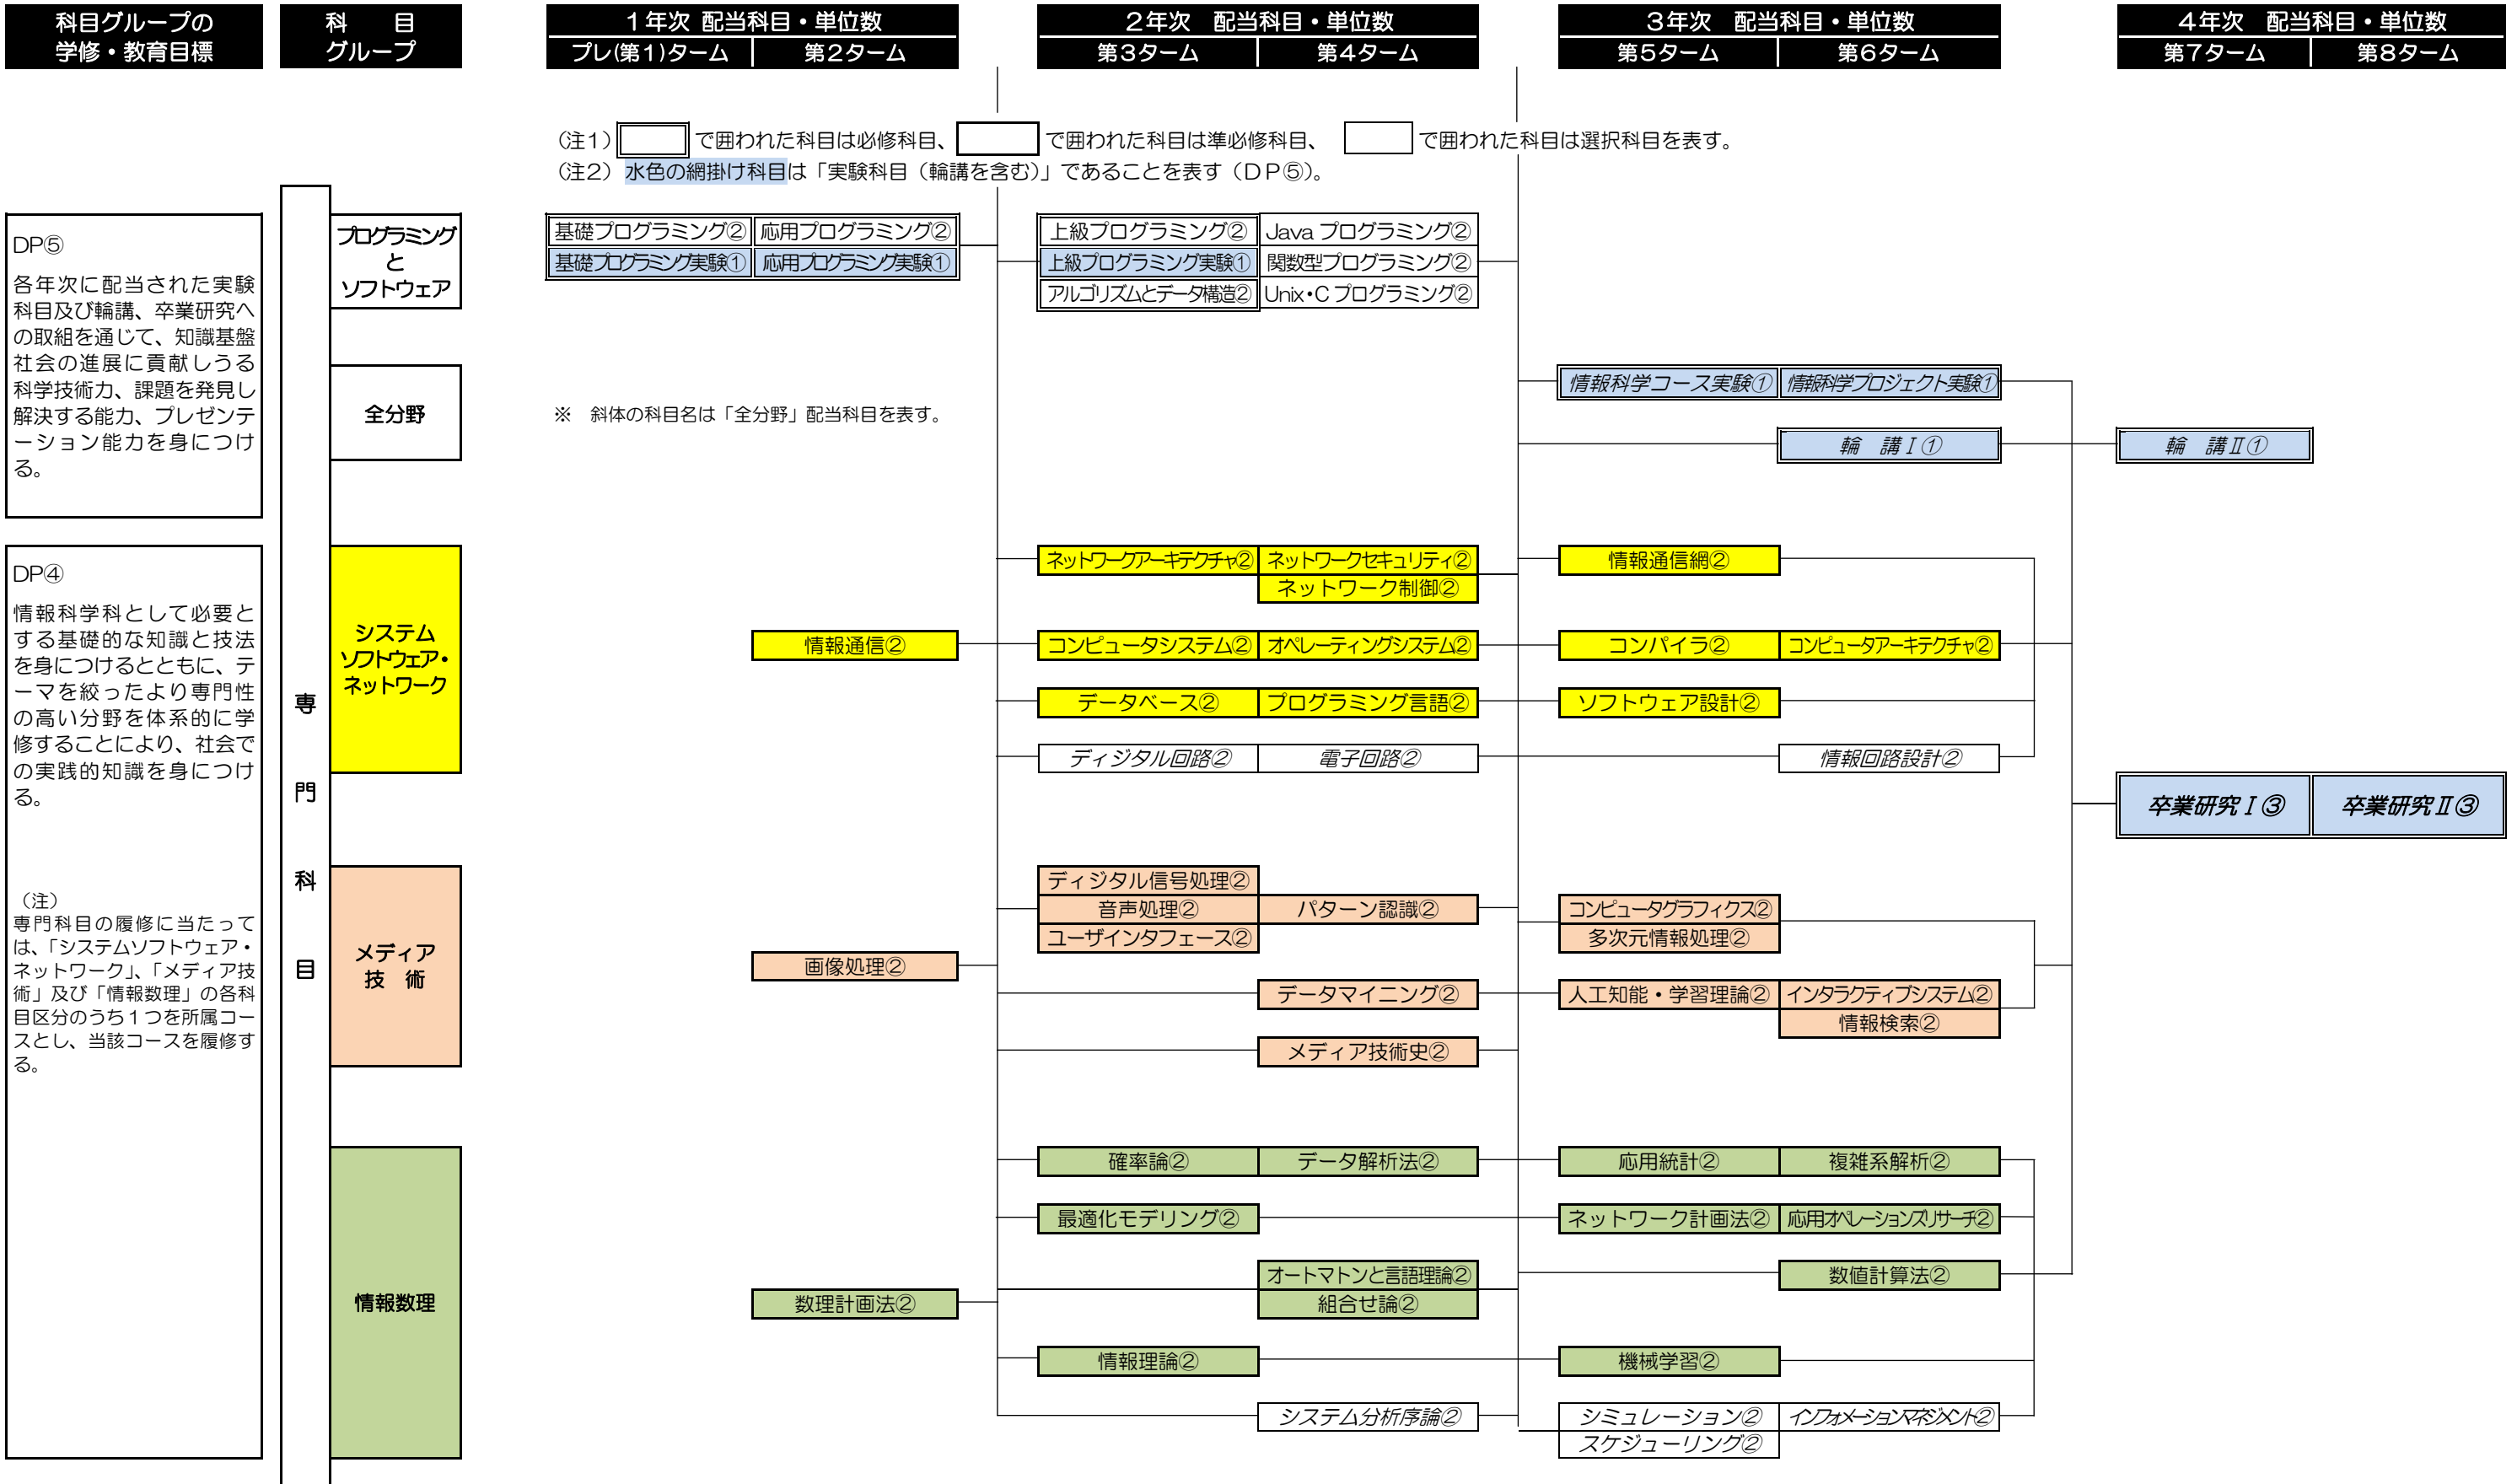 科目グループの
学修・教育目標
科　　目
グループ
１年次 配当科目・単位数
プレ(第１)ターム
第２ターム
２年次　配当科目・単位数
第３ターム
第４ターム
３年次　配当科目・単位数
第５ターム
第６ターム
４年次　配当科目・単位数
第７ターム
第８ターム
（注１）　　　で囲われた科目は必修科目、　　　で囲われた科目は準必修科目、　　　で囲われた科目は選択科目を表す。
（注２）水色の網掛け科目は「実験科目（輪講を含む）」であることを表す（ＤＰ⑤）。
DP⑤
各年次に配当された実験
科目及び輪講、卒業研究へ
の取組を通じて、知識基盤
社会の進展に貢献しうる
科学技術力、課題を発見し
解決する能力、プレゼンテ
ーション能力を身につけ
る。
DP④
情報科学科として必要と
する基礎的な知識と技法
を身につけるとともに、テ
ーマを絞ったより専門性
の高い分野を体系的に学
修することにより、社会で
の実践的知識を身につけ
る。
（注）
専門科目の履修に当たって
は、「システムソフトウェア・
ネットワーク」、「メディア技
術」及び「情報数理」の各科
目区分のうち１つを所属コー
スとし、当該コースを履修す
る。
専
門
科
目
プログラミング
と
ソフトウェア
基礎プログラミング②
応用プログラミング②
上級プログラミング②
Java プログラミング②
基礎プログラミング実験①
応用プログラミング実験①
上級プログラミング実験①
関数型プログラミング②
アルゴリズムとデータ構造②
Unix・C プログラミング②
全分野
※　斜体の科目名は「全分野」配当科目を表す。
情報科学コース実験①
情報科学プロジェクト実験①
輪　講Ⅰ①
輪　講Ⅱ①
システム
ソフトウェア・
ネットワーク
ネットワークアーキテクチャ②
ネットワークセキュリティ②
情報通信網②
ネットワーク制御②
情報通信②
コンピュータシステム②
オペレーティングシステム②
コンパイラ②
コンピュータアーキテクチャ②
データベース②
プログラミング言語②
ソフトウェア設計②
ディジタル回路②
電子回路②
情報回路設計②
卒業研究Ⅰ③
卒業研究Ⅱ③
メディア
技　術
ディジタル信号処理②
音声処理②
パターン認識②
コンピュータグラフィクス②
ユーザインタフェース②
多次元情報処理②
画像処理②
データマイニング②
人工知能・学習理論②
インタラクティブシステム②
情報検索②
メディア技術史②
情報数理
確率論②
データ解析法②
応用統計②
複雑系解析②
最適化モデリング②
ネットワーク計画法②
応用オペレーションズリサーチ②
オートマトンと言語理論②
数値計算法②
数理計画法②
組合せ論②
情報理論②
機械学習②
システム分析序論②
シミュレーション②
インフォメーションマネジメント②
スケジューリング②